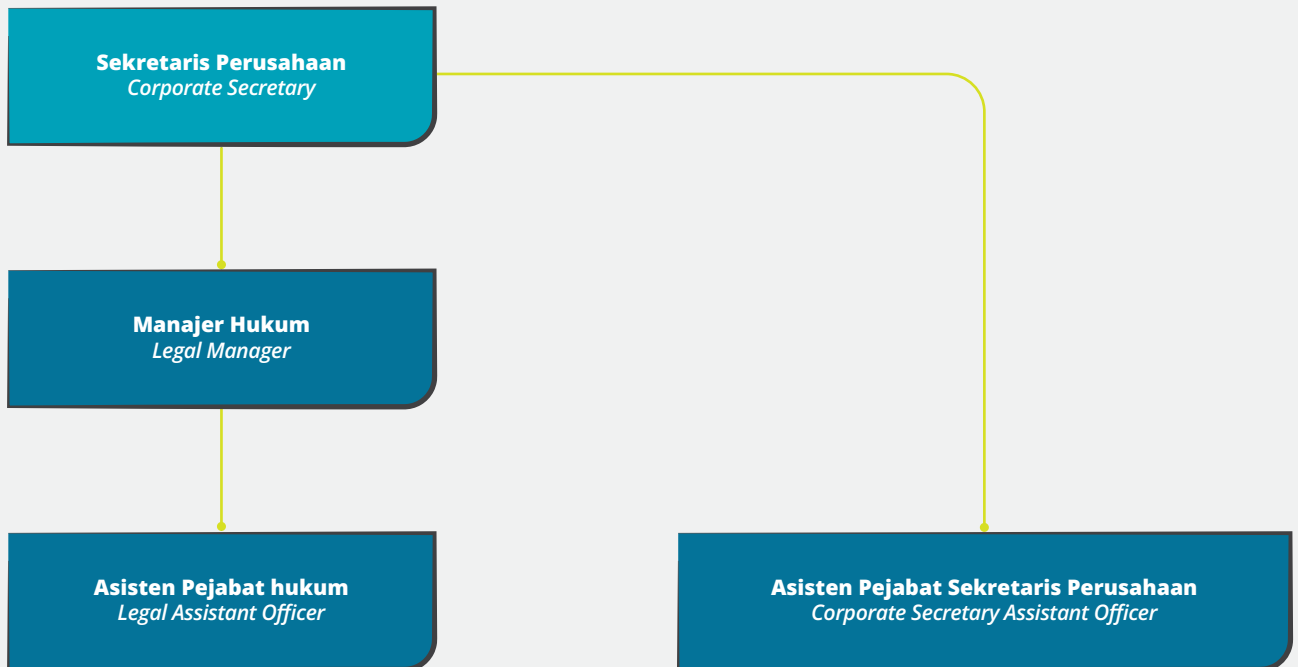 Sekretaris Perusahaan
Corporate Secretary
Manajer Hukum
Legal Manager
Asisten Pejabat hukum
Legal Assistant Officer
Asisten Pejabat Sekretaris Perusahaan
Corporate Secretary Assistant Officer